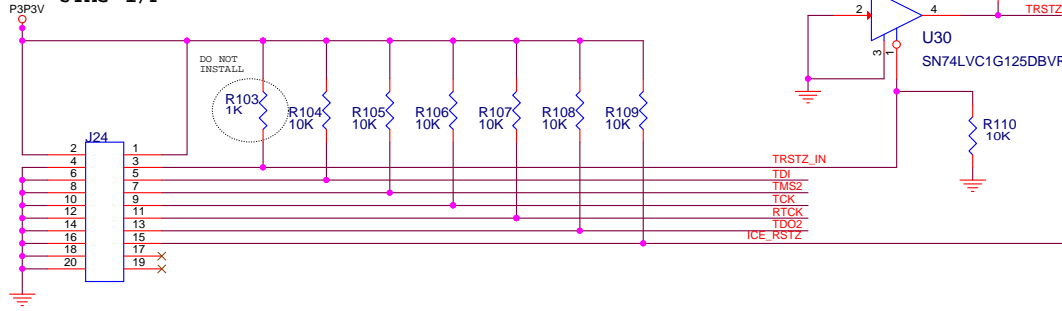 P3P3V
2
4
TRSTZ
U30
SN74LVC1G125DBVR
3
1
DO NOT
INSTALL
R103
1K
R104
10K
R105
10K
R106
10K
R107
10K
R108
10K
R109
10K
R110
10K
J24
2 1
4 3
6 5
8 7
10 9
12 11
14 13
16 15
18 17
20 19
TRSTZ_IN
TDI
TMS2
TCK
RTCK
TDO2
ICE_RSTZ